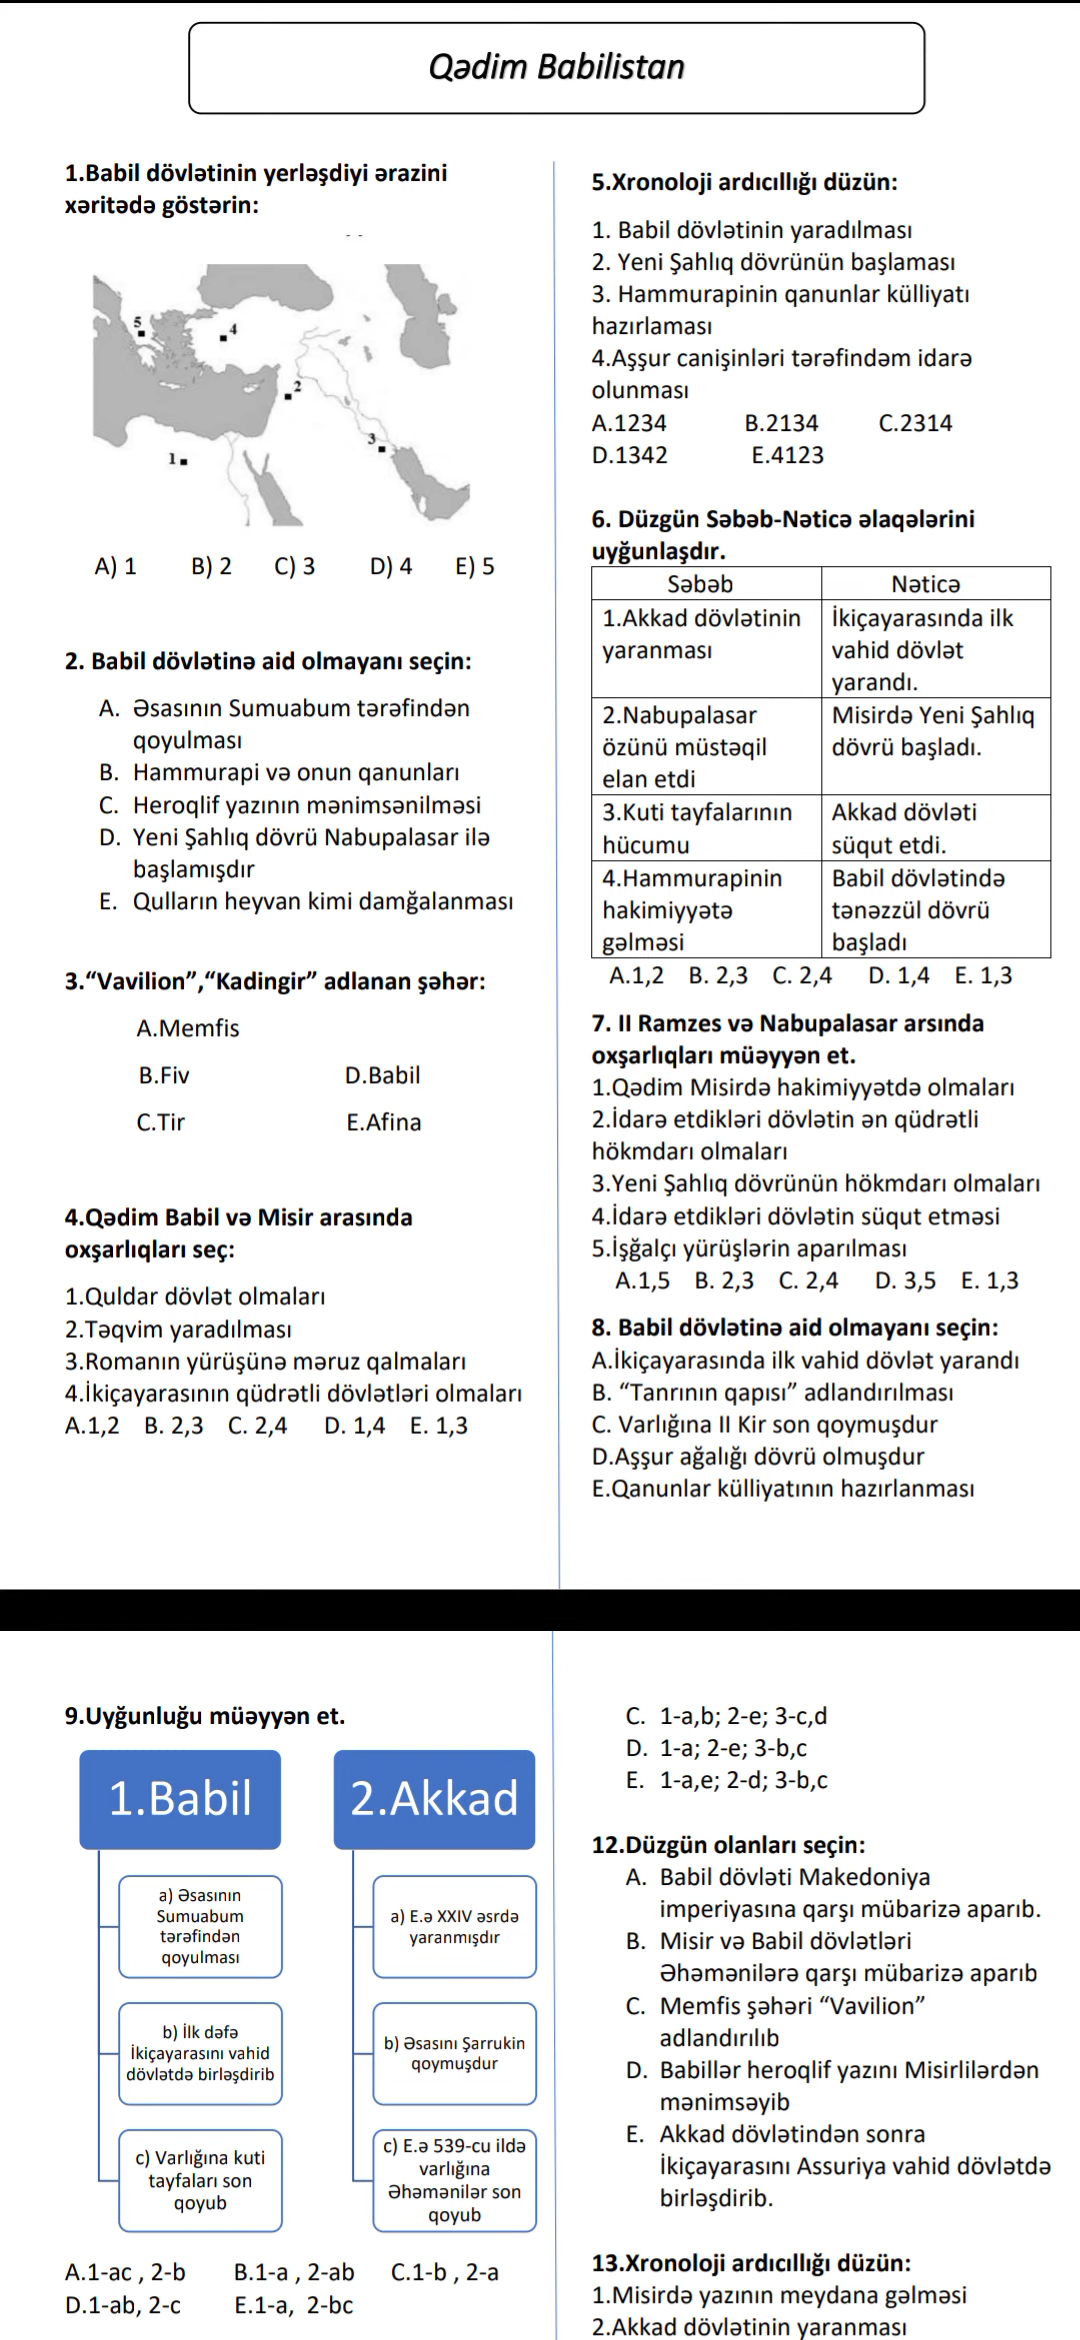 Qədim Babilistan
1.Babil dövlətinin yerləşdiyi ərazini
xəritədə göstərin:
5
4
2
3
1
A) 1 B) 2 C) 3 D) 4 E) 5
2. Babil dövlətinə aid olmayanı seçin:
A. Əsasının Sumuabum tərəfindən
qoyulması
B. Hammurapi və onun qanunları
C. Heroqlif yazının mənimsənilməsi
D. Yeni Şahlıq dövrü Nabupalasar ilə
başlamışdır
E. Qulların heyvan kimi damğalanması
3.“Vavilion”,“Kadingir” adlanan şəhər:
A.Memfis
B.Fiv D.Babil
C.Tir E.Afina
4.Qədim Babil və Misir arasında
oxşarlıqları seç:
1.Quldar dövlət olmaları
2.Təqvim yaradılması
3.Romanın yürüşünə məruz qalmaları
4.İkiçayarasının qüdrətli dövlətləri olmaları
A.1,2 B. 2,3 C. 2,4 D. 1,4 E. 1,3
5.Xronoloji ardıcıllığı düzün:
1. Babil dövlətinin yaradılması
2. Yeni Şahlıq dövrünün başlaması
3. Hammurapinin qanunlar külliyatı
hazırlaması
4.Aşşur canişinləri tərəfindəm idarə
olunması
A.1234 B.2134 C.2314
D.1342 E.4123
6. Düzgün Səbəb-Nəticə əlaqələrini
uyğunlaşdır.
Səbəb Nəticə
1.Akkad dövlətinin İkiçayarasında ilk
yaranması vahid dövlət
yarandı.
2.Nabupalasar Misirdə Yeni Şahlıq
özünü müstəqil dövrü başladı.
elan etdi
3.Kuti tayfalarının Akkad dövləti
hücumu süqut etdi.
4.Hammurapinin Babil dövlətində
hakimiyyətə tənəzzül dövrü
gəlməsi başladı
A.1,2 B. 2,3 C. 2,4 D. 1,4 E. 1,3
7. II Ramzes və Nabupalasar arsında
oxşarlıqları müəyyən et.
1.Qədim Misirdə hakimiyyətdə olmaları
2.İdarə etdikləri dövlətin ən qüdrətli
hökmdarı olmaları
3.Yeni Şahlıq dövrünün hökmdarı olmaları
4.İdarə etdikləri dövlətin süqut etməsi
5.İşğalçı yürüşlərin aparılması
A.1,5 B. 2,3 C. 2,4 D. 3,5 E. 1,3
8. Babil dövlətinə aid olmayanı seçin:
A.İkiçayarasında ilk vahid dövlət yarandı
B. “Tanrının qapısı” adlandırılması
C. Varlığına II Kir son qoymuşdur
D.Aşşur ağalığı dövrü olmuşdur
E.Qanunlar külliyatının hazırlanması
9.Uyğunluğu müəyyən et.
1.Babil
a) Əsasının
Sumuabum
tərəfindən
qoyulması
b) İlk dəfə
İkiçayarasını vahid
dövlətdə birləşdirib
c) Varlığına kuti
tayfaları son
qoyub
2.Akkad
a) E.ə XXIV əsrdə
yaranmışdır
b) Əsasını Şarrukin
qoymuşdur
c) E.ə 539-cu ildə
varlığına
Əhəmənilər son
qoyub
A.1-ac , 2-b B.1-a , 2-ab C.1-b , 2-a
D.1-ab, 2-c E.1-a, 2-bc
C. 1-a,b; 2-e; 3-c,d
D. 1-a; 2-e; 3-b,c
E. 1-a,e; 2-d; 3-b,c
12.Düzgün olanları seçin:
A. Babil dövləti Makedoniya
imperiyasına qarşı mübarizə aparıb.
B. Misir və Babil dövlətləri
Əhəmənilərə qarşı mübarizə aparıb
C. Memfis şəhəri “Vavilion”
adlandırılıb
D. Babillər heroqlif yazını Misirlilərdən
mənimsəyib
E. Akkad dövlətindən sonra
İkiçayarasını Assuriya vahid dövlətdə
birləşdirib.
13.Xronoloji ardıcıllığı düzün:
1.Misirdə yazının meydana gəlməsi
2.Akkad dövlətinin yaranması